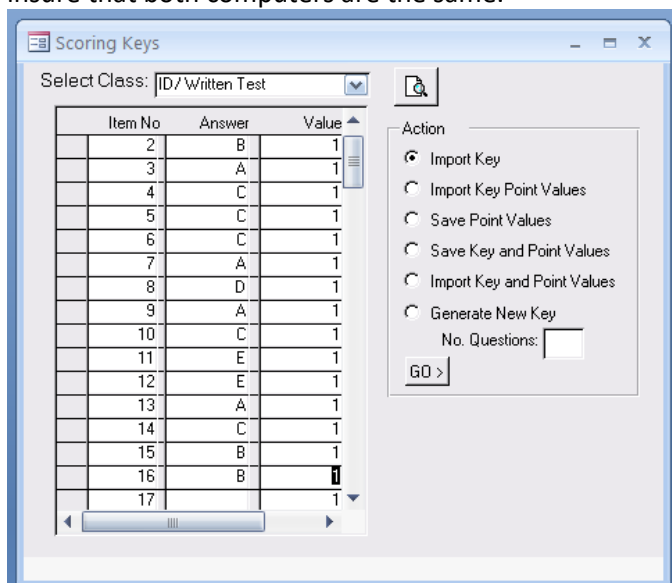 insure that both computers are the same.
Scoring Keys
Select Class: ID/ Written Test
Item No Answer Value
2 B 1
3 A 1
4 C 1
5 C 1
6 C 1
7 A 1
8 D 1
9 A 1
10 C 1
11 E 1
12 E 1
13 A 1
14 C 1
15 B 1
16 B 1
17 1
Action
Import Key
Import Key Point Values
Save Point Values
Save Key and Point Values
Import Key and Point Values
Generate New Key
No. Questions:
GO >